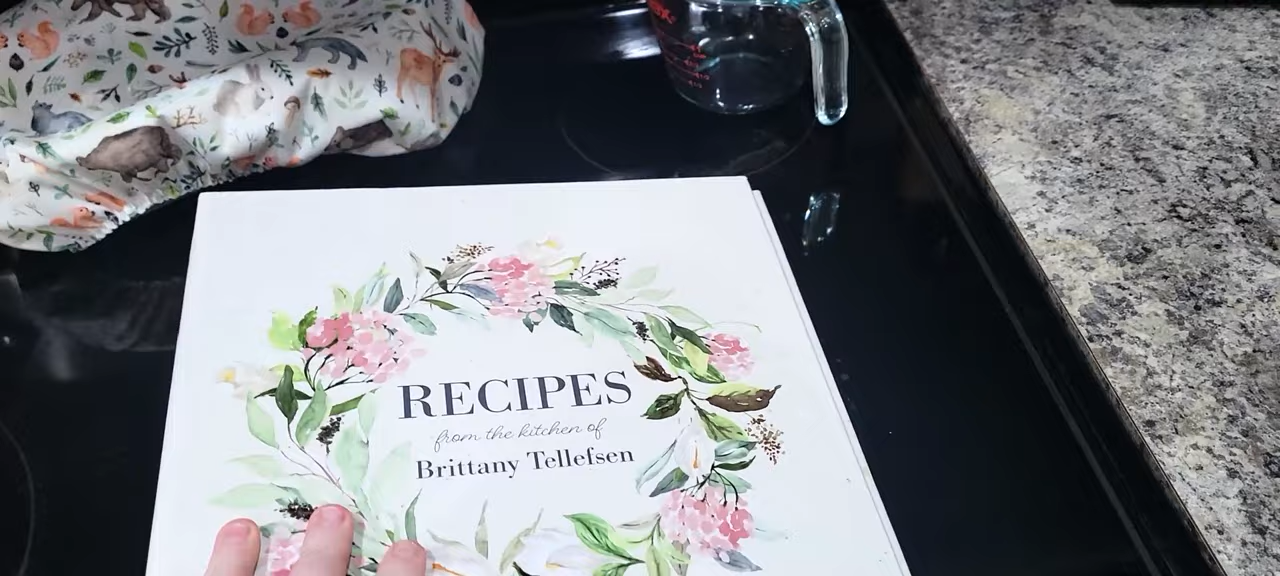 RECIPES
from the kitchen of
Brittany Tellefsen